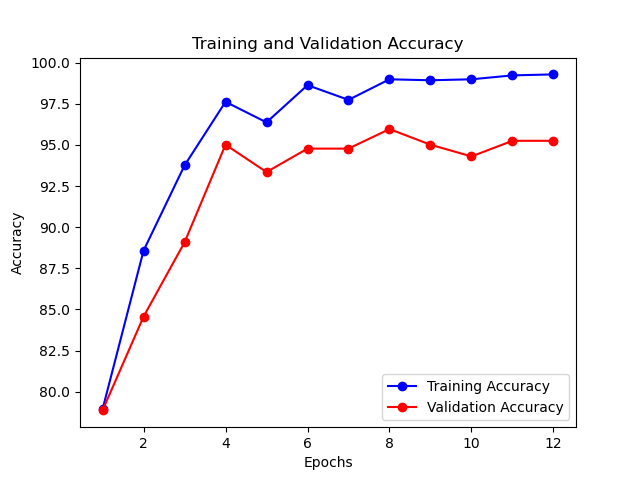 Training and Validation Accuracy
100.0
97.5
95.0
92.5
90.0
87.5
85.0
82.5
80.0
Accuracy
Training Accuracy
Validation Accuracy
2 4 6 8 10 12
Epochs